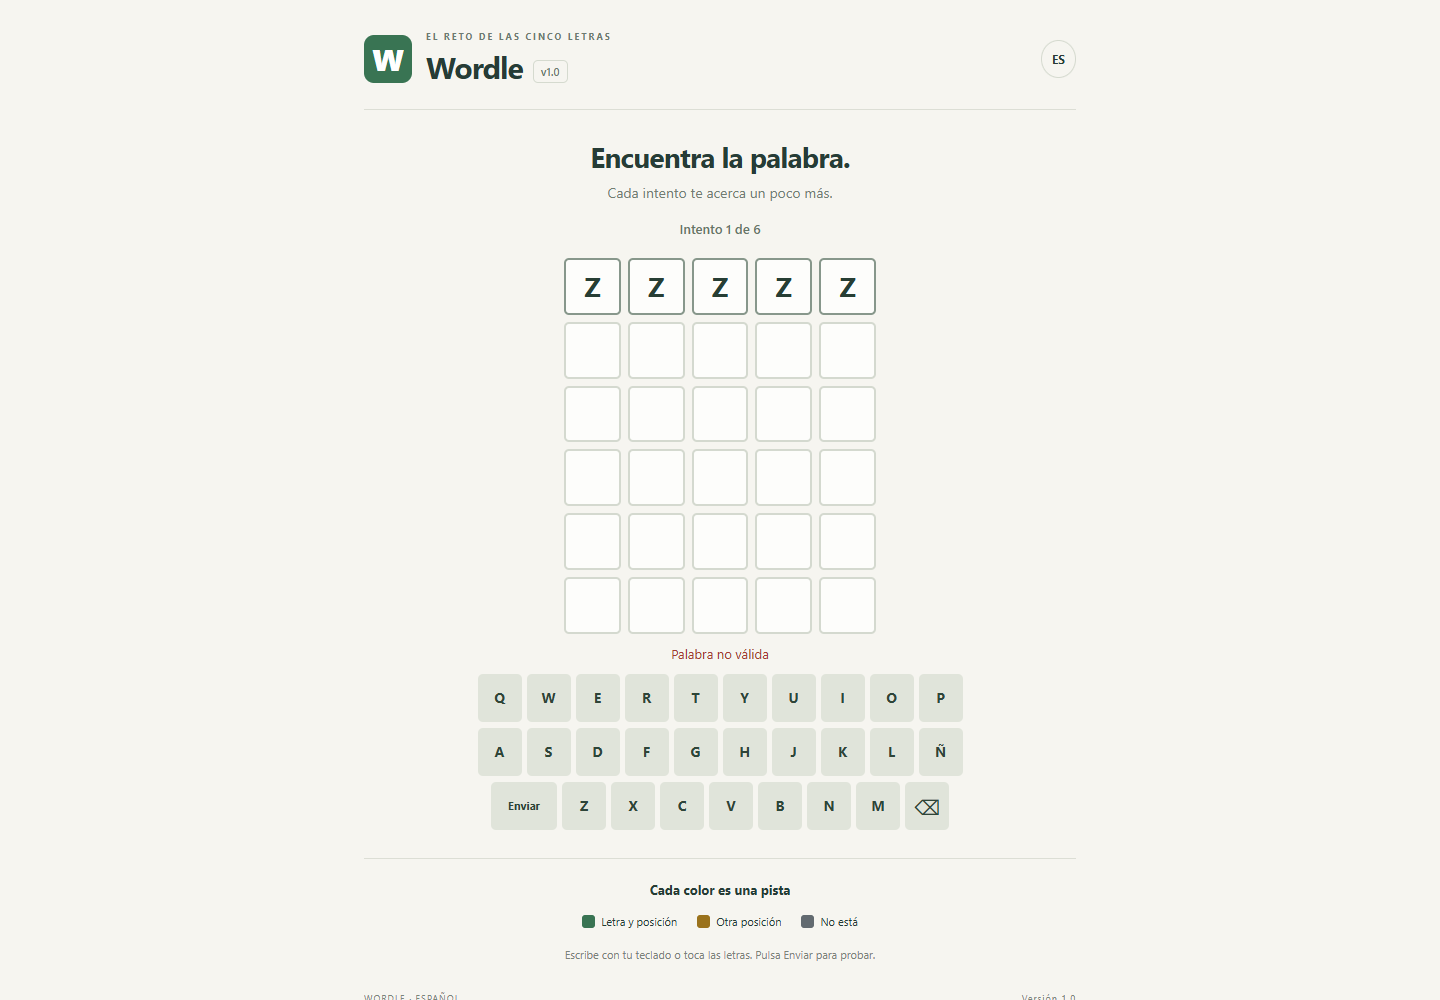 W
EL RETO DE LAS CINCO LETRAS
Wordle v1.0
ES
Encuentra la palabra.
Cada intento te acerca un poco más.
Intento 1 de 6
Z Z Z Z Z
Palabra no válida
Q W E R T Y U I O P
A S D F G H J K L Ñ
Enviar Z X C V B N M ⌫
Cada color es una pista
Letra y posición Otra posición No está
Escribe con tu teclado o toca las letras. Pulsa Enviar para probar.
WORDLE · ESPAÑOL Versión 1.0